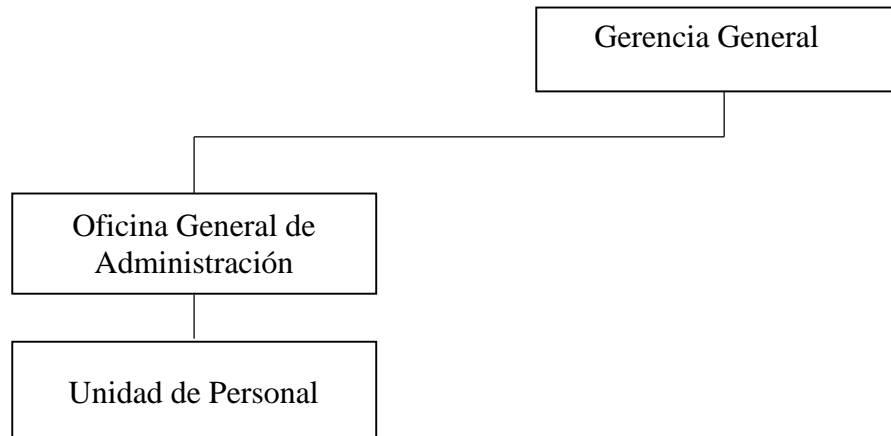 Gerencia General
Oficina General de
Administración
Unidad de Personal